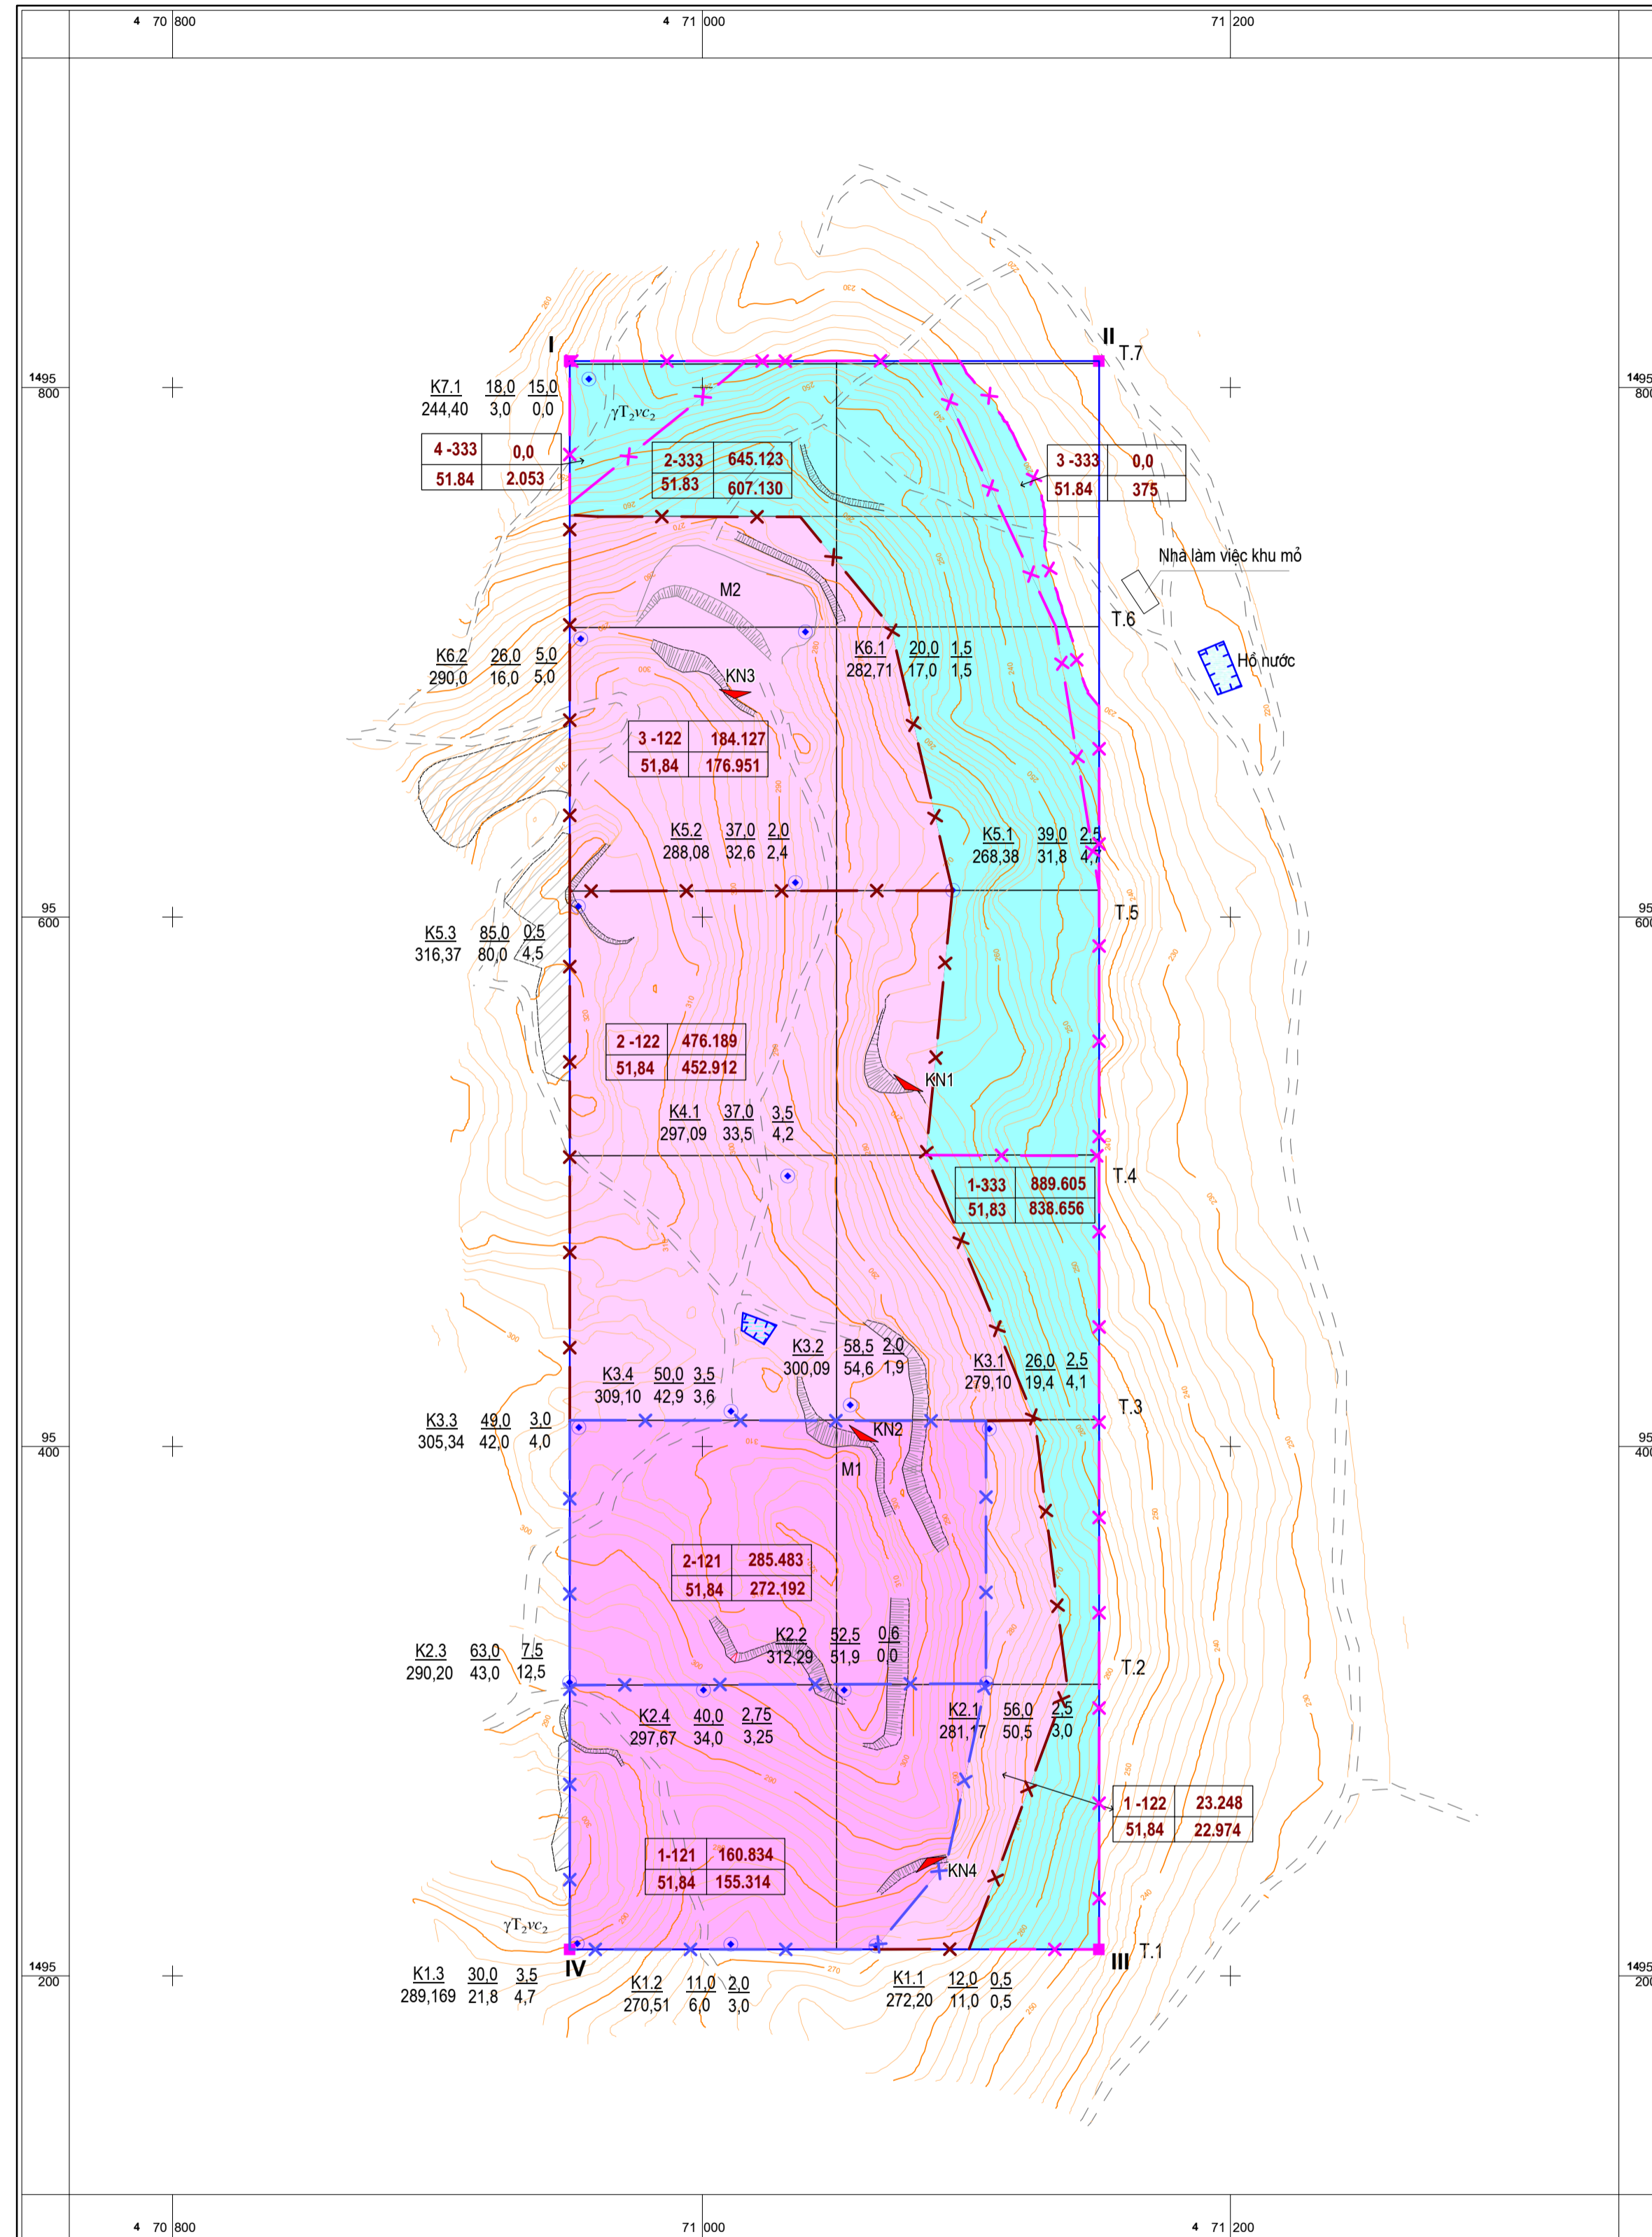 4 70 800
4 71 000
71 200
1495
800
1495
800
I
II
T.7
K7.1 18,0 15,0
244,40 3,0 0,0
γT₂vc₂
4 -333 0,0
51.84 2.053
2-333 645.123
51.83 607.130
3 -333 0,0
51.84 375
Nhà làm việc khu mỏ
M2
T.6
K6.2 26,0 5,0
290,0 16,0 5,0
K6.1 20,0 1,5
282,71 17,0 1,5
Hồ nước
KN3
3 -122 184.127
51,84 176.951
K5.2 37,0 2,0
288,08 32,6 2,4
K5.1 39,0 2,5
268,38 31,8 4,7
95
600
T.5
95
600
K5.3 85,0 0,5
316,37 80,0 4,5
2 -122 476.189
51,84 452.912
KN1
K4.1 37,0 3,5
297,09 33,5 4,2
T.4
1-333 889.605
51,83 838.656
K3.2 58,5 2,0
300,09 54,6 1,9
K3.4 50,0 3,5
309,10 42,9 3,6
K3.1 26,0 2,5
279,10 19,4 4,1
T.3
K3.3 49,0 3,0
305,34 42,0 4,0
KN2
95
400
95
400
M1
2-121 285.483
51,84 272.192
K2.2 52,5 0,6
312,29 51,9 0,0
K2.3 63,0 7,5
290,20 43,0 12,5
T.2
K2.4 40,0 2,75
297,67 34,0 3,25
K2.1 56,0 2,5
281,17 50,5 3,0
1 -122 23.248
51,84 22.974
1-121 160.834
51,84 155.314
KN4
γT₂vc₂
IV
III
T.1
K1.3 30,0 3,5
289,169 21,8 4,7
K1.2 11,0 2,0
270,51 6,0 3,0
K1.1 12,0 0,5
272,20 11,0 0,5
1495
200
1495
200
4 70 800
71 000
4 71 200